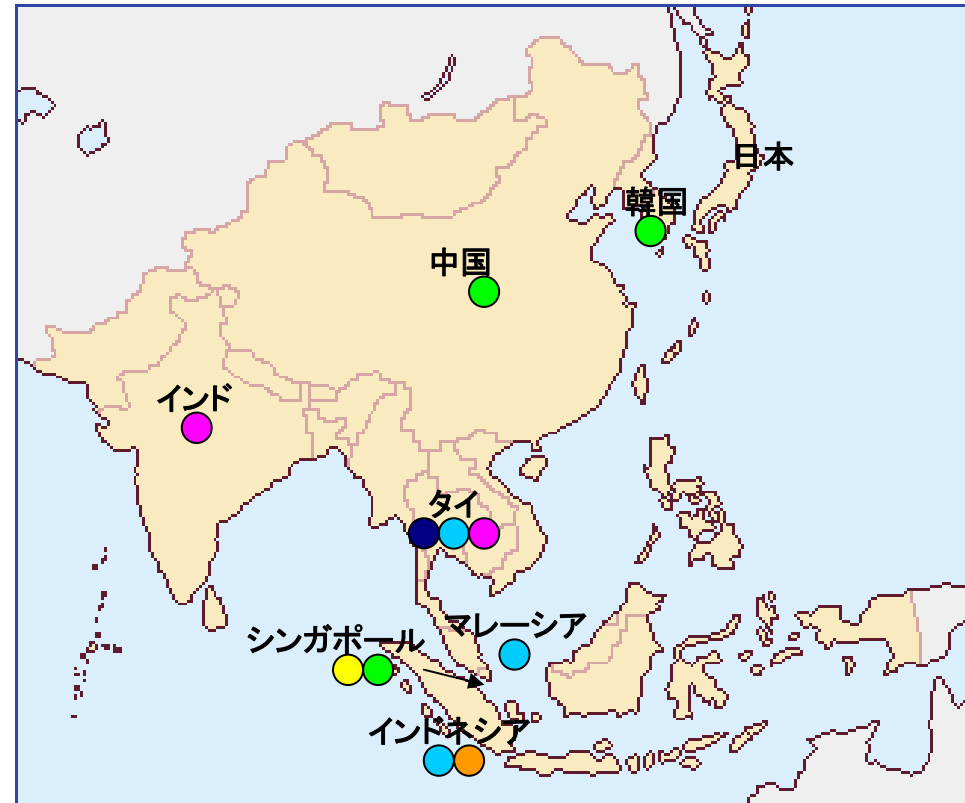 日本
韓国
中国
インド
タイ
マレーシア
シンガポール
インドネシア